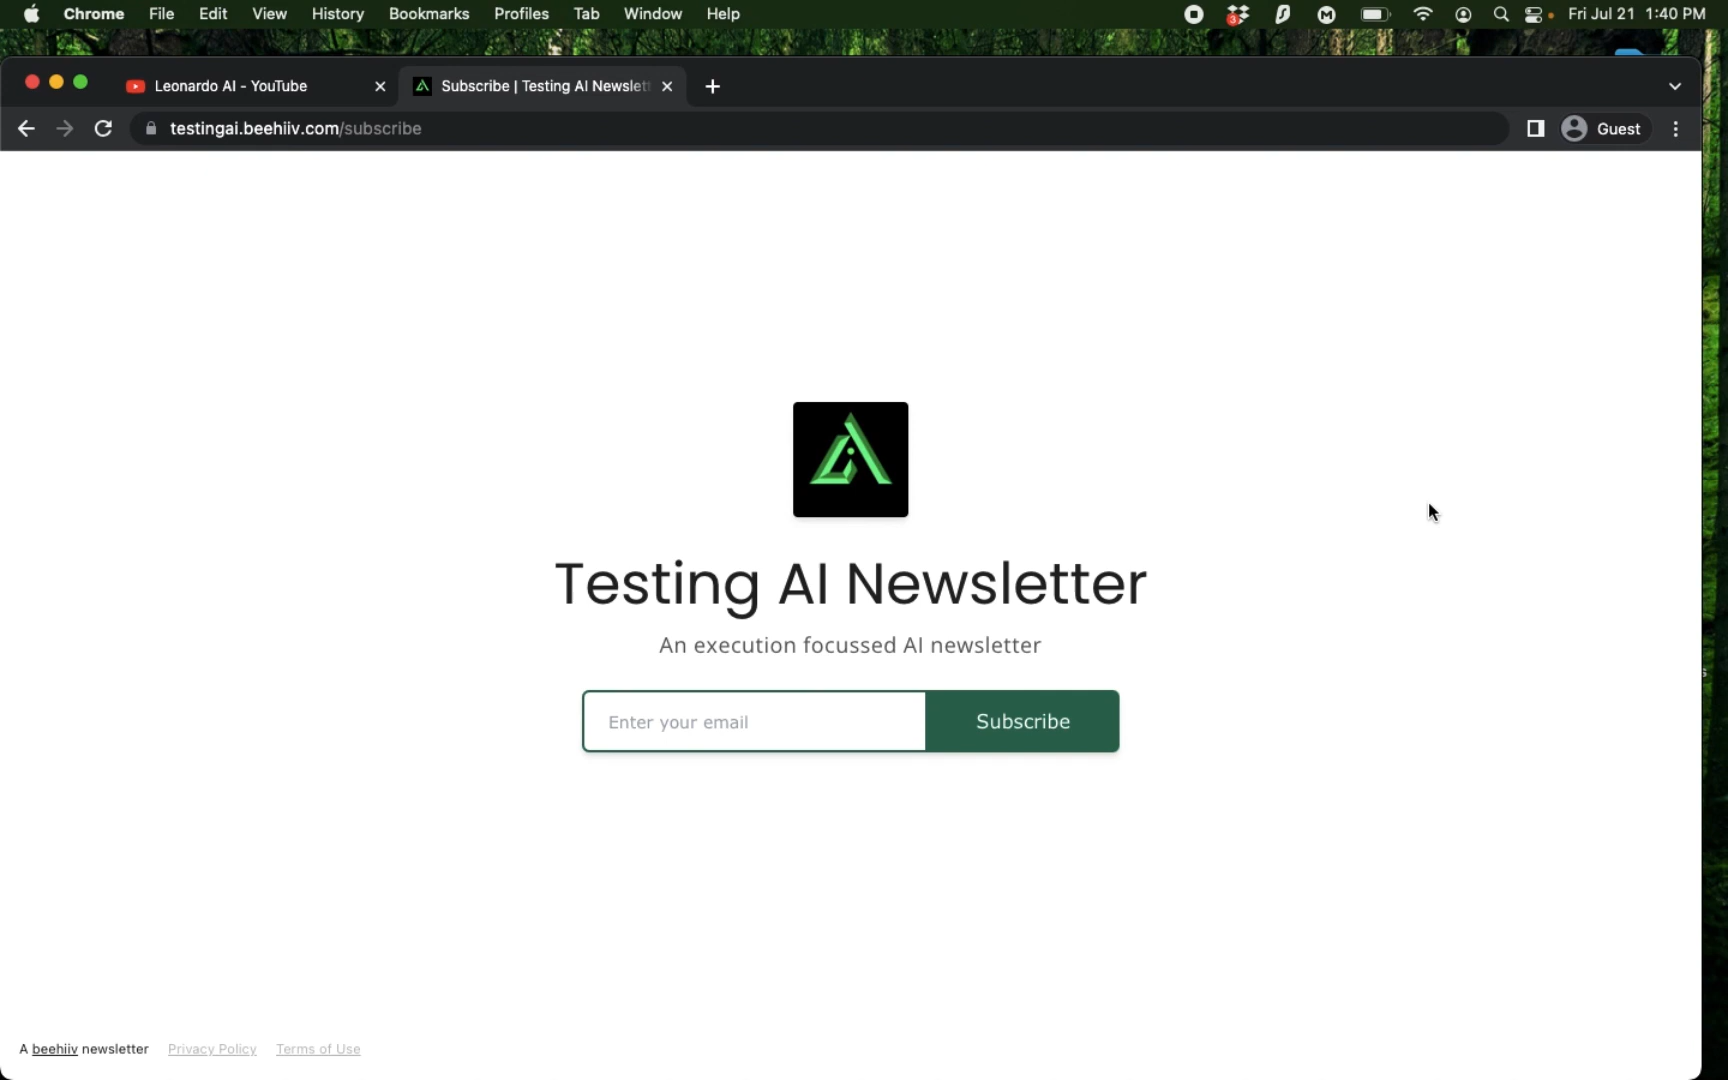 Chrome File Edit View History Bookmarks Profiles Tab Window Help 3 Fri Jul 21 1:40 PM
Leonardo AI - YouTube Subscribe | Testing AI Newslett
testingai.beehiiv.com/subscribe Guest
Testing AI Newsletter
An execution focussed AI newsletter
Enter your email Subscribe
A beehiiv newsletter Privacy Policy Terms of Use